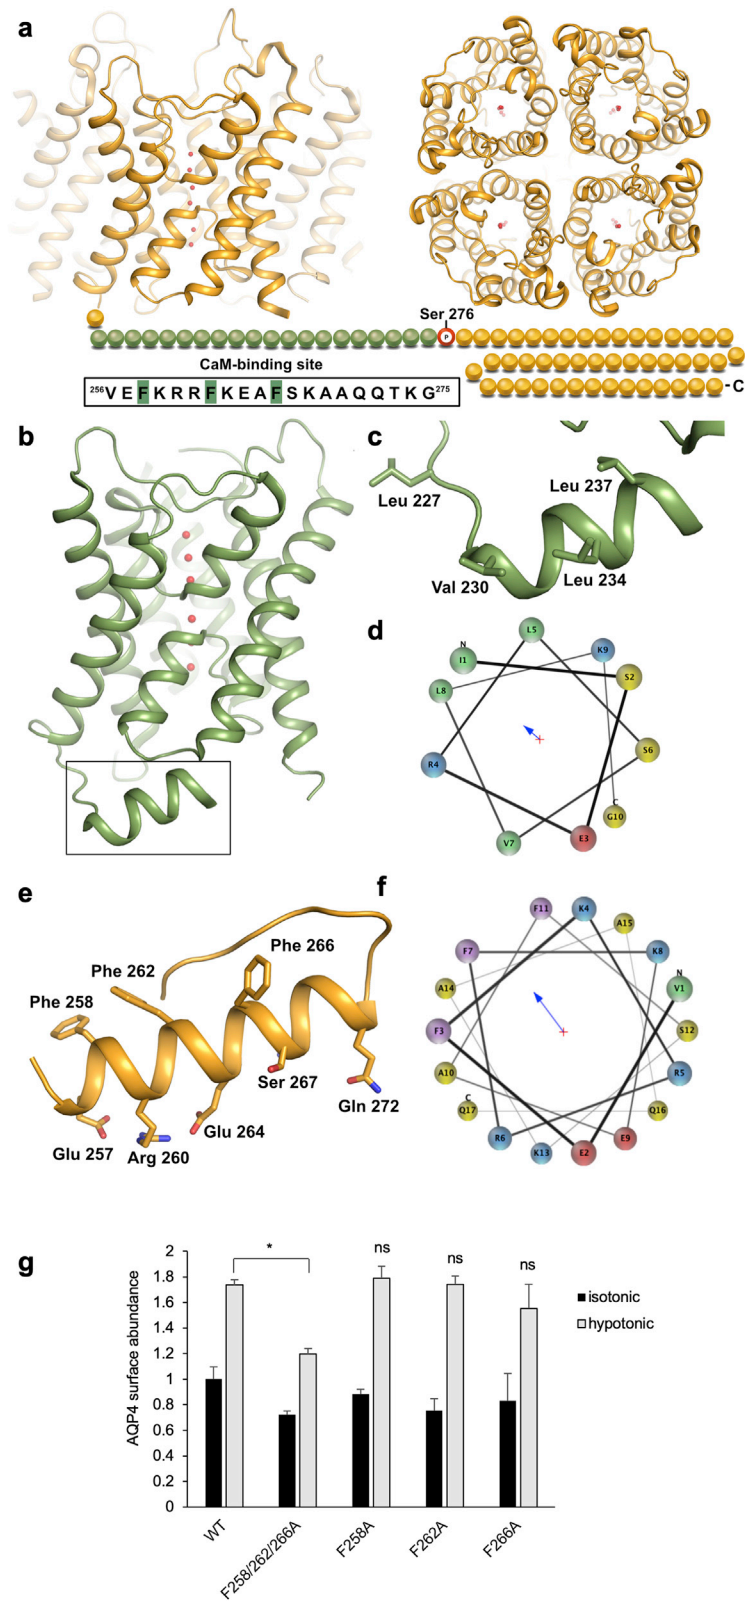 a
Ser 276
P
CaM-binding site
-C
256VEFKRRFKEAFSKAAQQTKG275
b
c
Leu 227
Leu 237
Val 230
Leu 234
d
L5
N
K9
I1
S2
L8
S6
R4
C
G10
V7
E3
e
f
Phe 266
Phe 262
Phe 258
Ser 267
Gln 272
Glu 264
Glu 257
Arg 260
F11
K4
A15
F7
K8
N
A14
V1
F3
S12
A10
R5
C
Q17
Q16
R6
E9
K13
E2
g
AQP4 surface abundance
2
1.8
1.6
1.4
1.2
1
0.8
0.6
0.4
0.2
0
*
ns
ns
ns
isotonic
hypotonic
WT
F258/262/266A
F258A
F262A
F266A